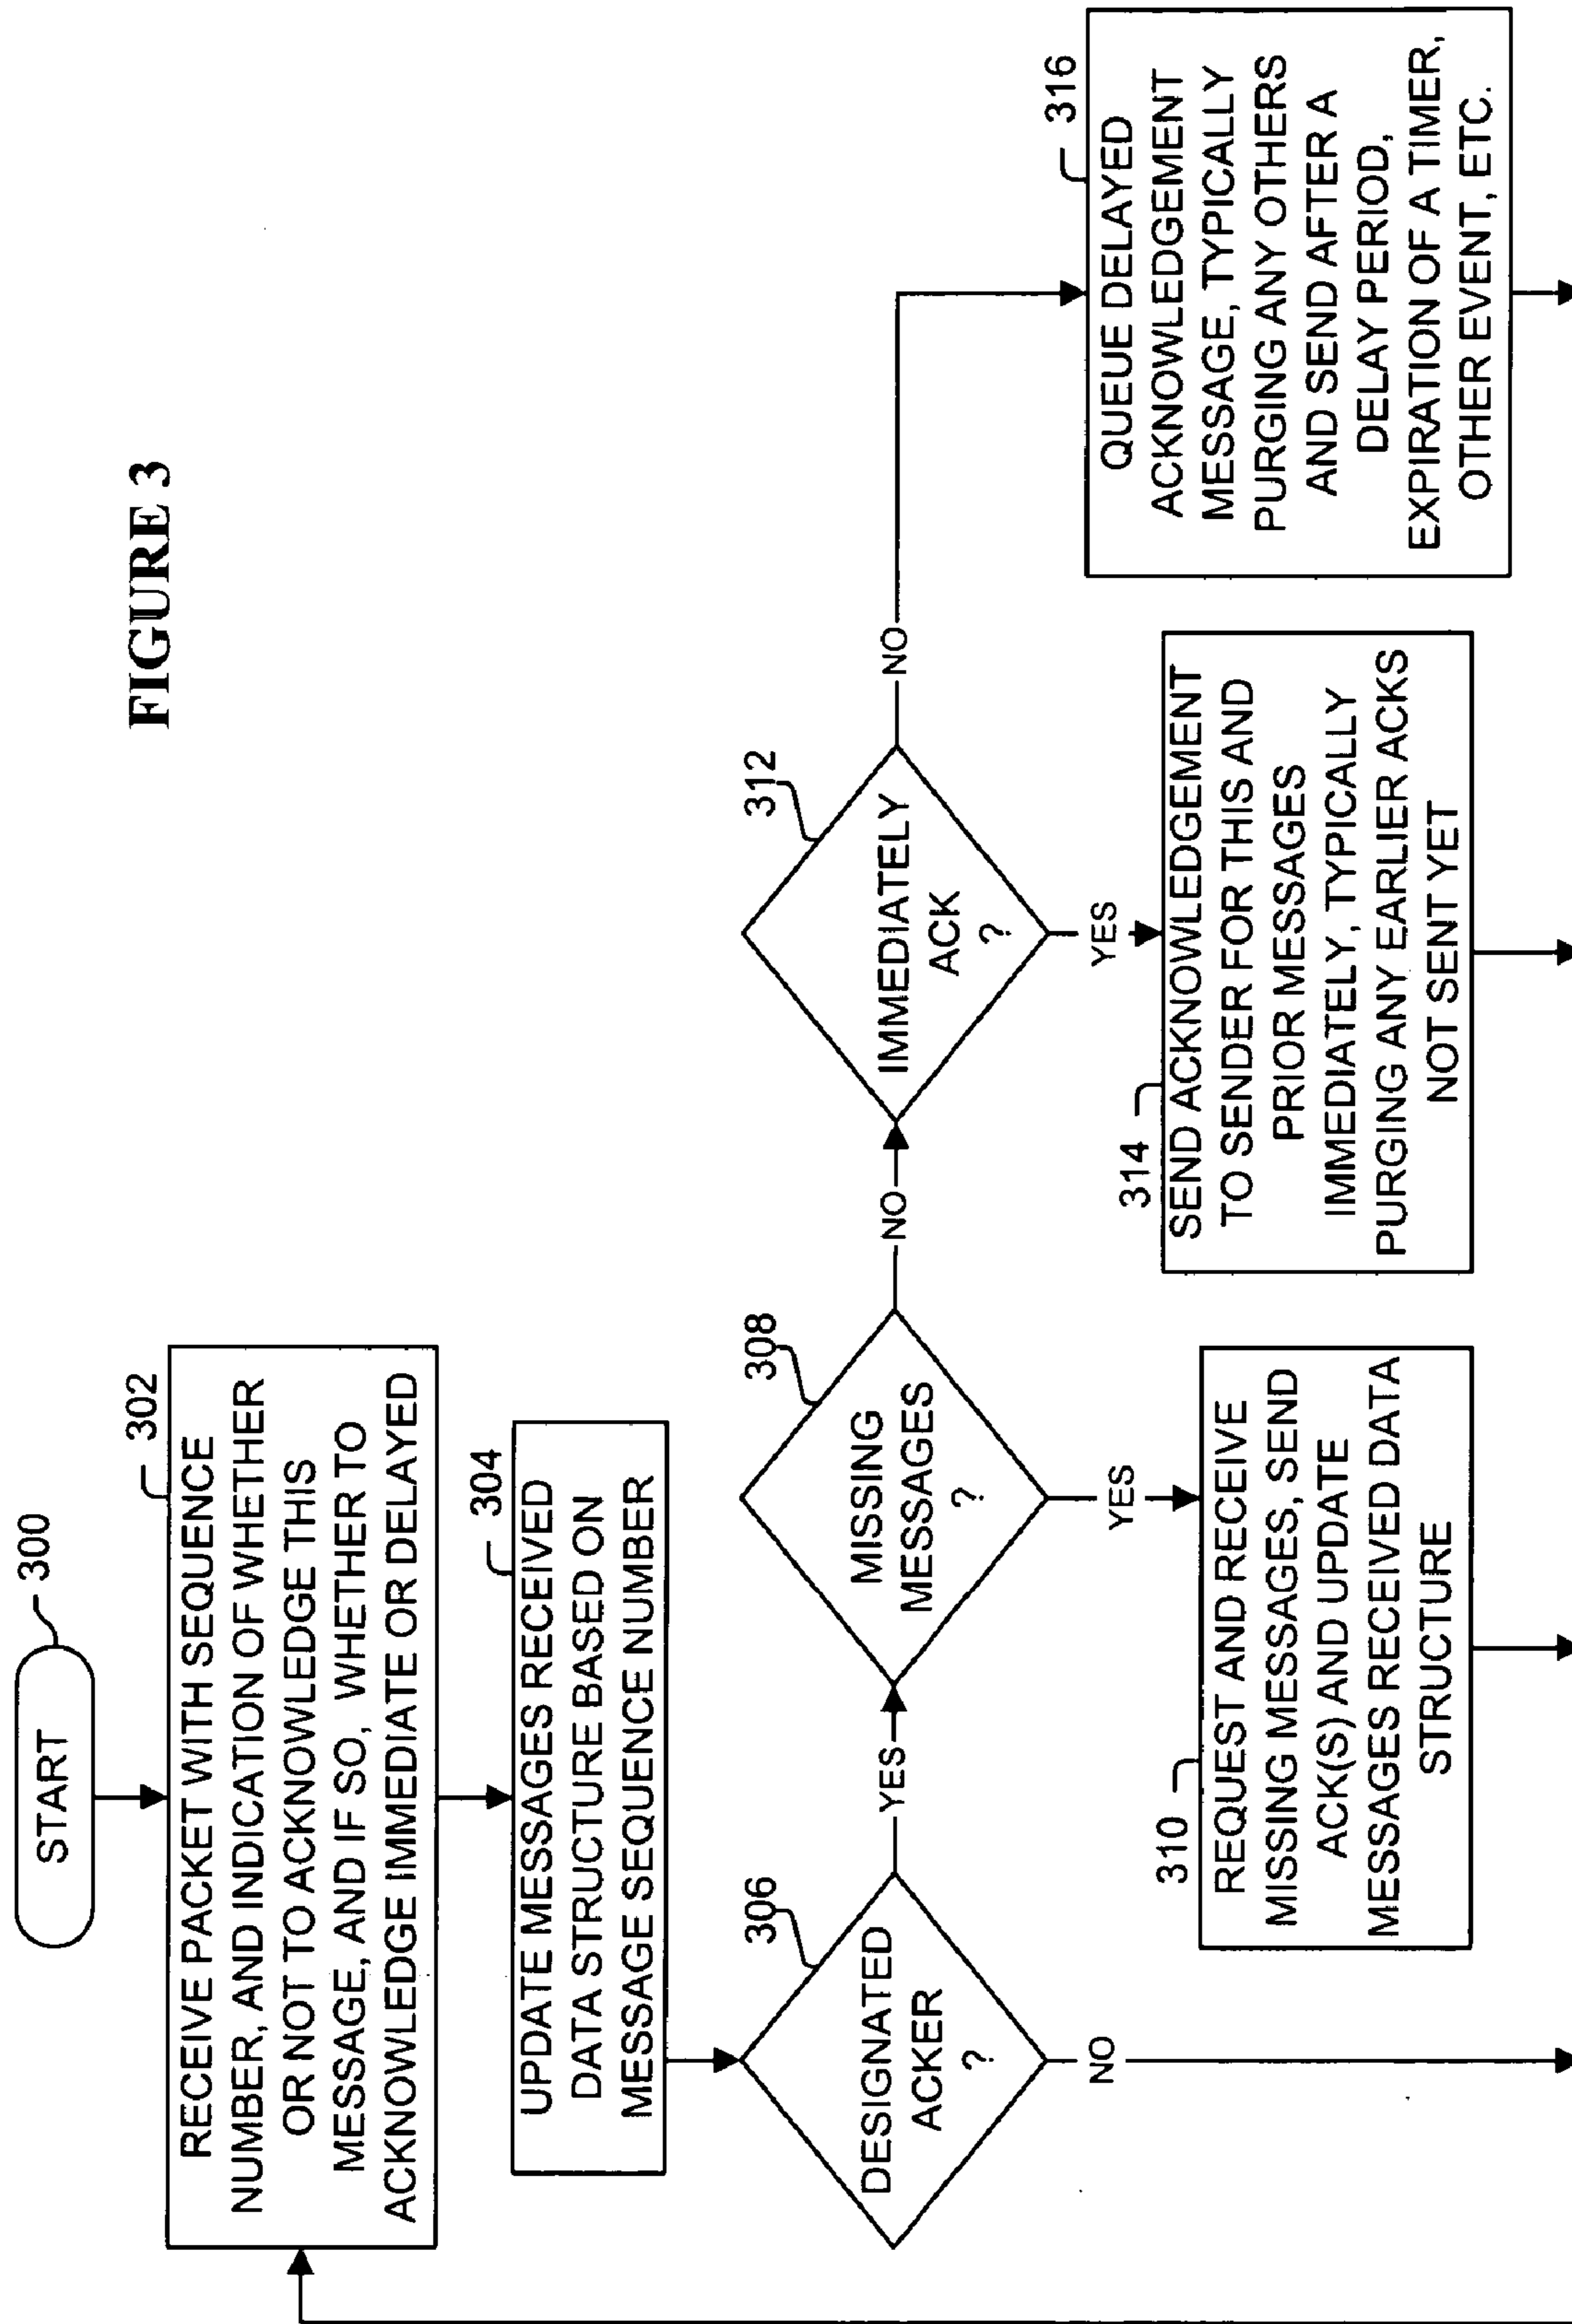 FIGURE 3
START
300
302
RECEIVE PACKET WITH SEQUENCE
NUMBER, AND INDICATION OF WHETHER
OR NOT TO ACKNOWLEDGE THIS
MESSAGE, AND IF SO, WHETHER TO
ACKNOWLEDGE IMMEDIATE OR DELAYED
304
UPDATE MESSAGES RECEIVED
DATA STRUCTURE BASED ON
MESSAGE SEQUENCE NUMBER
306
DESIGNATED
ACKER
?
YES
NO
308
MISSING
MESSAGES
?
NO
YES
310
REQUEST AND RECEIVE
MISSING MESSAGES, SEND
ACK(S) AND UPDATE
MESSAGES RECEIVED DATA
STRUCTURE
312
IMMEDIATELY
ACK
?
NO
YES
314
SEND ACKNOWLEDGEMENT
TO SENDER FOR THIS AND
PRIOR MESSAGES
IMMEDIATELY, TYPICALLY
PURGING ANY EARLIER ACKS
NOT SENT YET
316
QUEUE DELAYED
ACKNOWLEDGEMENT
MESSAGE, TYPICALLY
PURGING ANY OTHERS
AND SEND AFTER A
DELAY PERIOD,
EXPIRATION OF A TIMER,
OTHER EVENT, ETC.